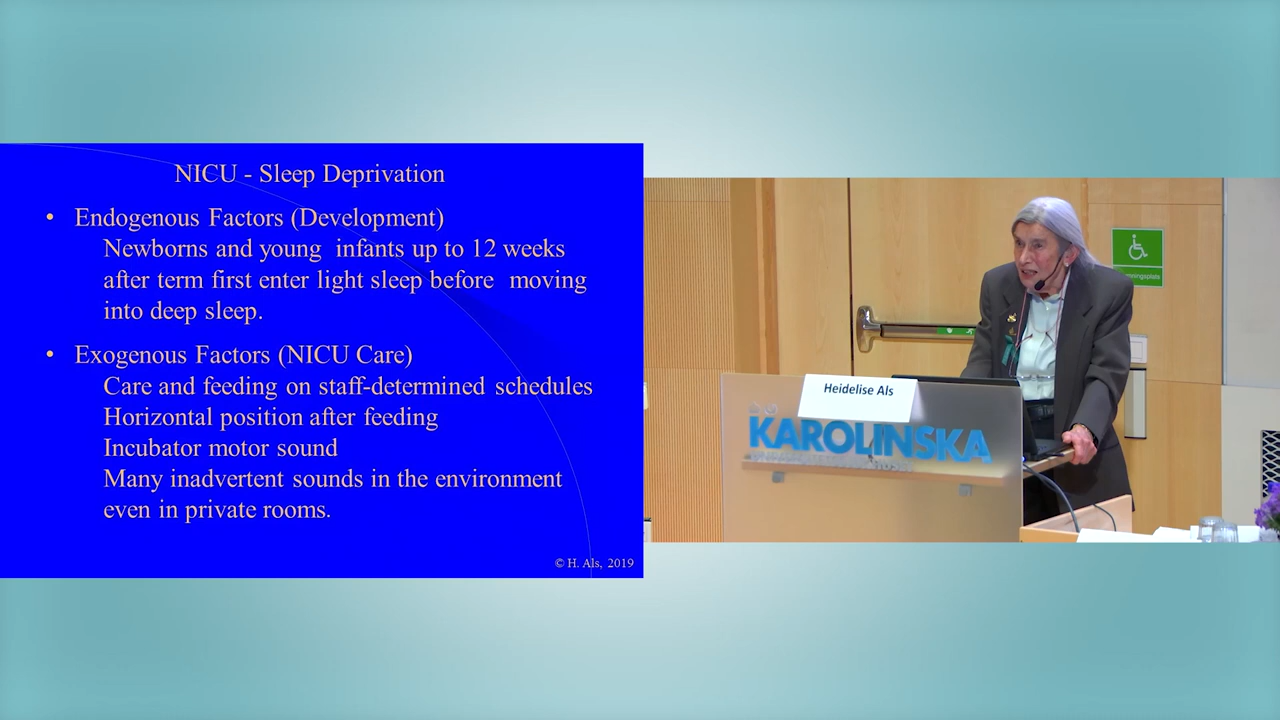 NICU - Sleep Deprivation
• Endogenous Factors (Development)
Newborns and young infants up to 12 weeks
after term first enter light sleep before moving
into deep sleep.
• Exogenous Factors (NICU Care)
Care and feeding on staff-determined schedules
Horizontal position after feeding
Incubator motor sound
Many inadvertent sounds in the environment
even in private rooms.
© H. Als, 2019
Heidelise Als
KAROLINSKA